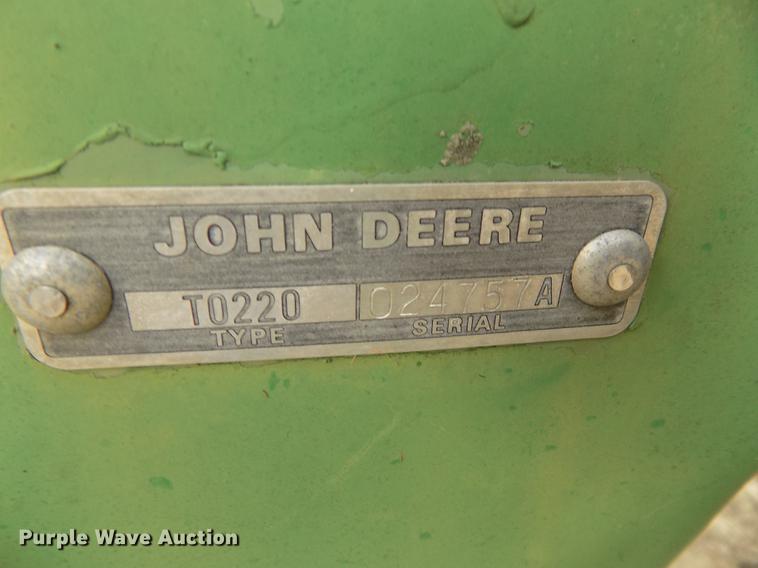 JOHN DEERE
T0220 024757A
TYPE SERIAL
Purple Wave Auction